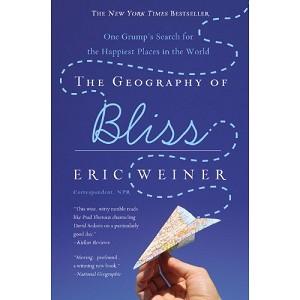 THE NEW YORK TIMES BESTSELLER
One Grump's Search for
the Happiest Places in the World
THE GEOGRAPHY OF
Bliss
ERIC WEINER
Correspondent, NPR
"This wise, witty ramble reads
like Paul Theroux channeling
David Sedaris on a particularly
good day."
—Kirkus Reviews
"Moving...profound...
a winning new book."
—National Geographic